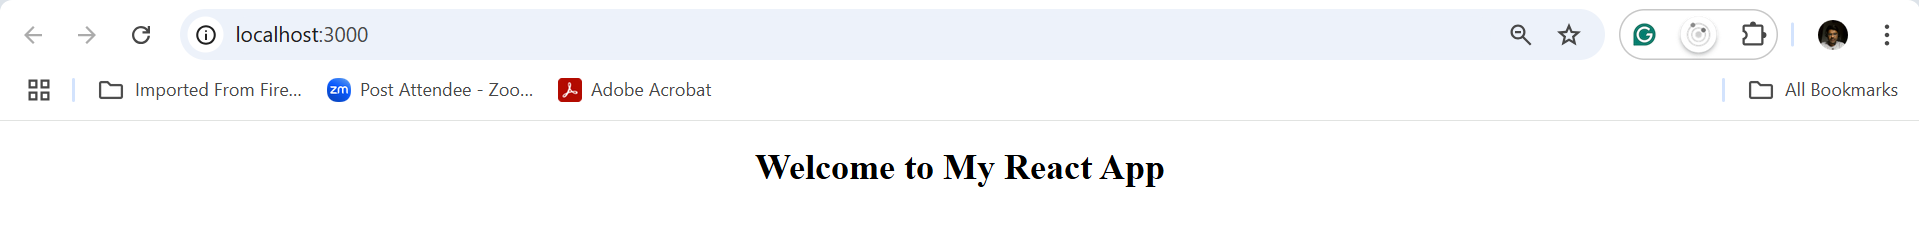 localhost:3000
Imported From Fire... zm Post Attendee - Zoo... Adobe Acrobat All Bookmarks
Welcome to My React App